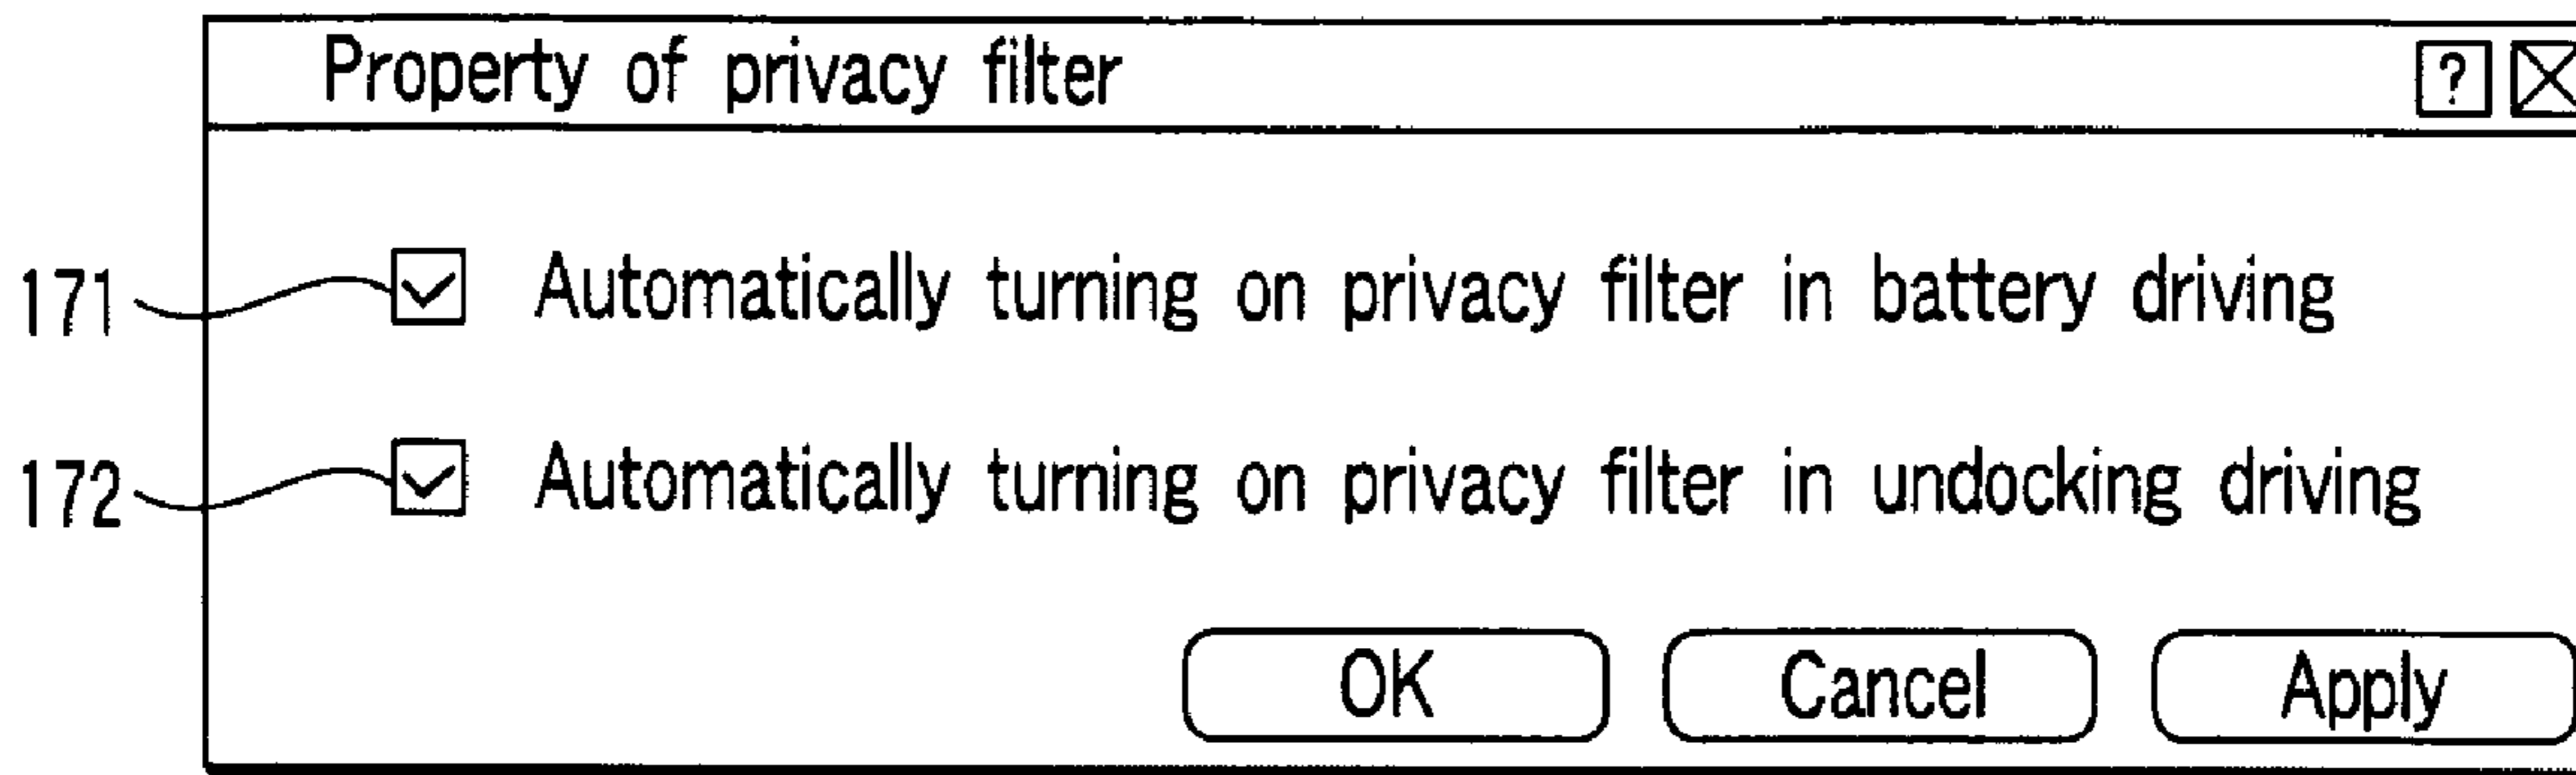 Property of privacy filter ?
171 Automatically turning on privacy filter in battery driving
172 Automatically turning on privacy filter in undocking driving
OK Cancel Apply